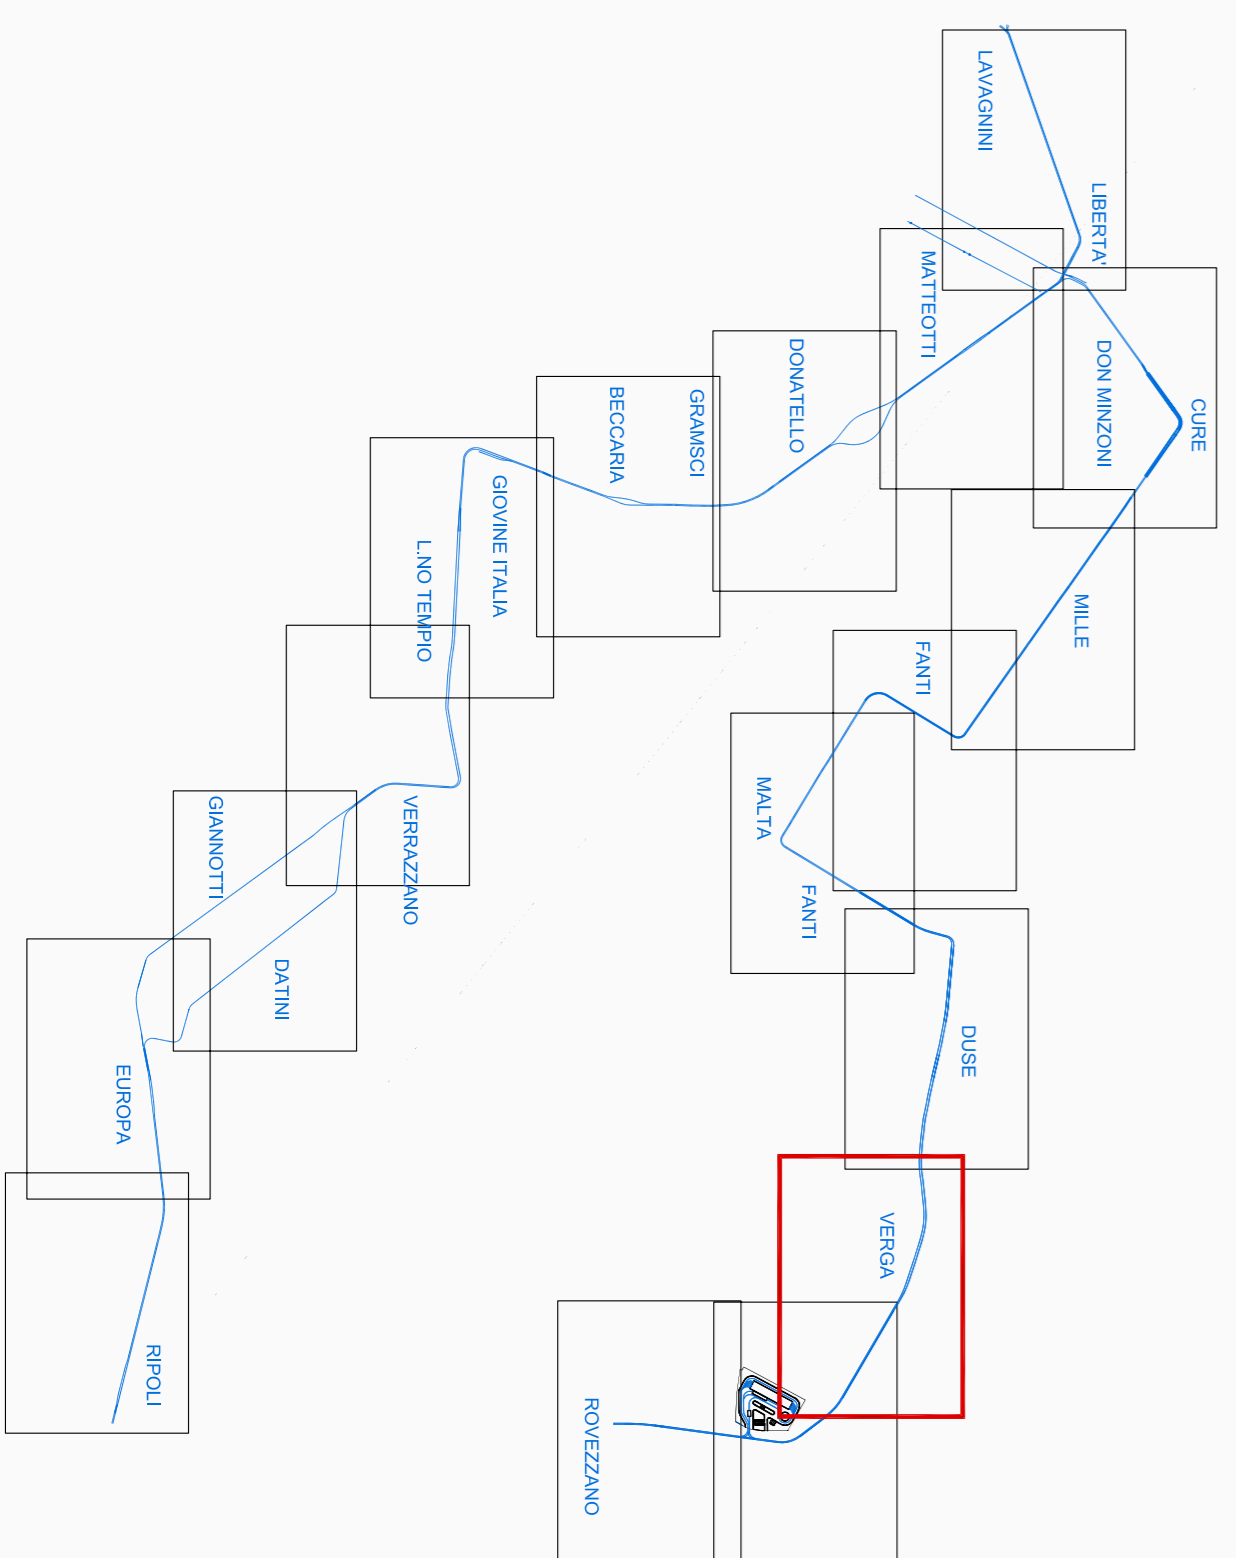 LAVAGNINI
LIBERTA'
MATTEOTTI
DON MINZONI
CURE
DONATELLO
GRAMSCI
BECCARIA
GIOVINE ITALIA
L.NO TEMPIO
MILLE
FANTI
MALTA
VERRAZZANO
GIANNOTTI
FANTI
DATINI
DUSE
EUROPA
VERGA
RIPOLI
ROVEZZANO